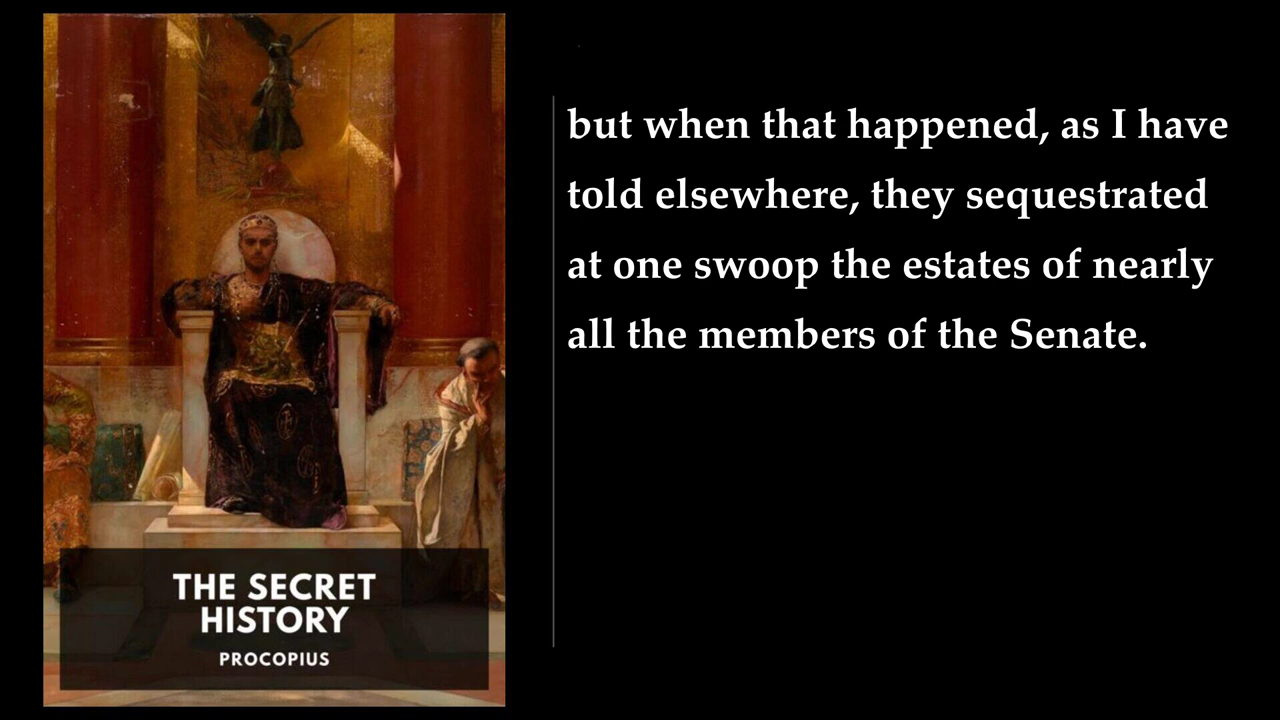 but when that happened, as I have
told elsewhere, they sequestrated
at one swoop the estates of nearly
all the members of the Senate.
THE SECRET
HISTORY
PROCOPIUS